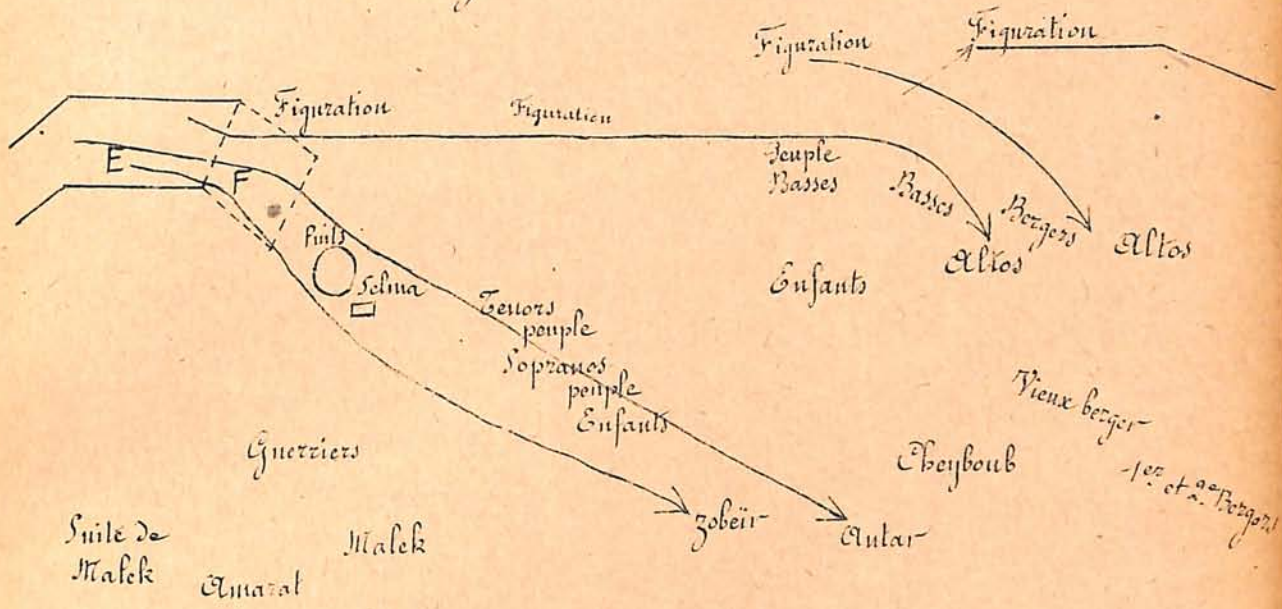 Figuration
Figuration
Figuration
Figuration
E
F
Peuple
Basses
Basses
Bergers
Altos
Altos
Puits
Selma
Enfants
Tenors
peuple
Sopranos
peuple
Enfants
Vieux berger
Guerriers
Cheyboub
1er et 2e Bergers
Suite de
Malek
Malek
Zobeïr
Antar
Amarat